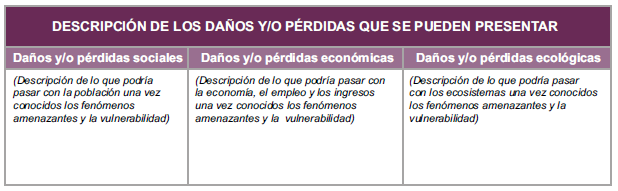 DESCRIPCIÓN DE LOS DAÑOS Y/O PÉRDIDAS QUE SE PUEDEN PRESENTAR
Daños y/o pérdidas sociales
Daños y/o pérdidas económicas
Daños y/o pérdidas ecológicas
(Descripción de lo que podría
pasar con la población una vez
conocidos los fenómenos
amenazantes y la vulnerabilidad)
(Descripción de lo que podría pasar con
la economía, el empleo y los ingresos
una vez conocidos los fenómenos
amenazantes y la vulnerabilidad)
(Descripción de lo que podría pasar
con los ecosistemas una vez conocidos
los fenómenos amenazantes y la
vulnerabilidad)